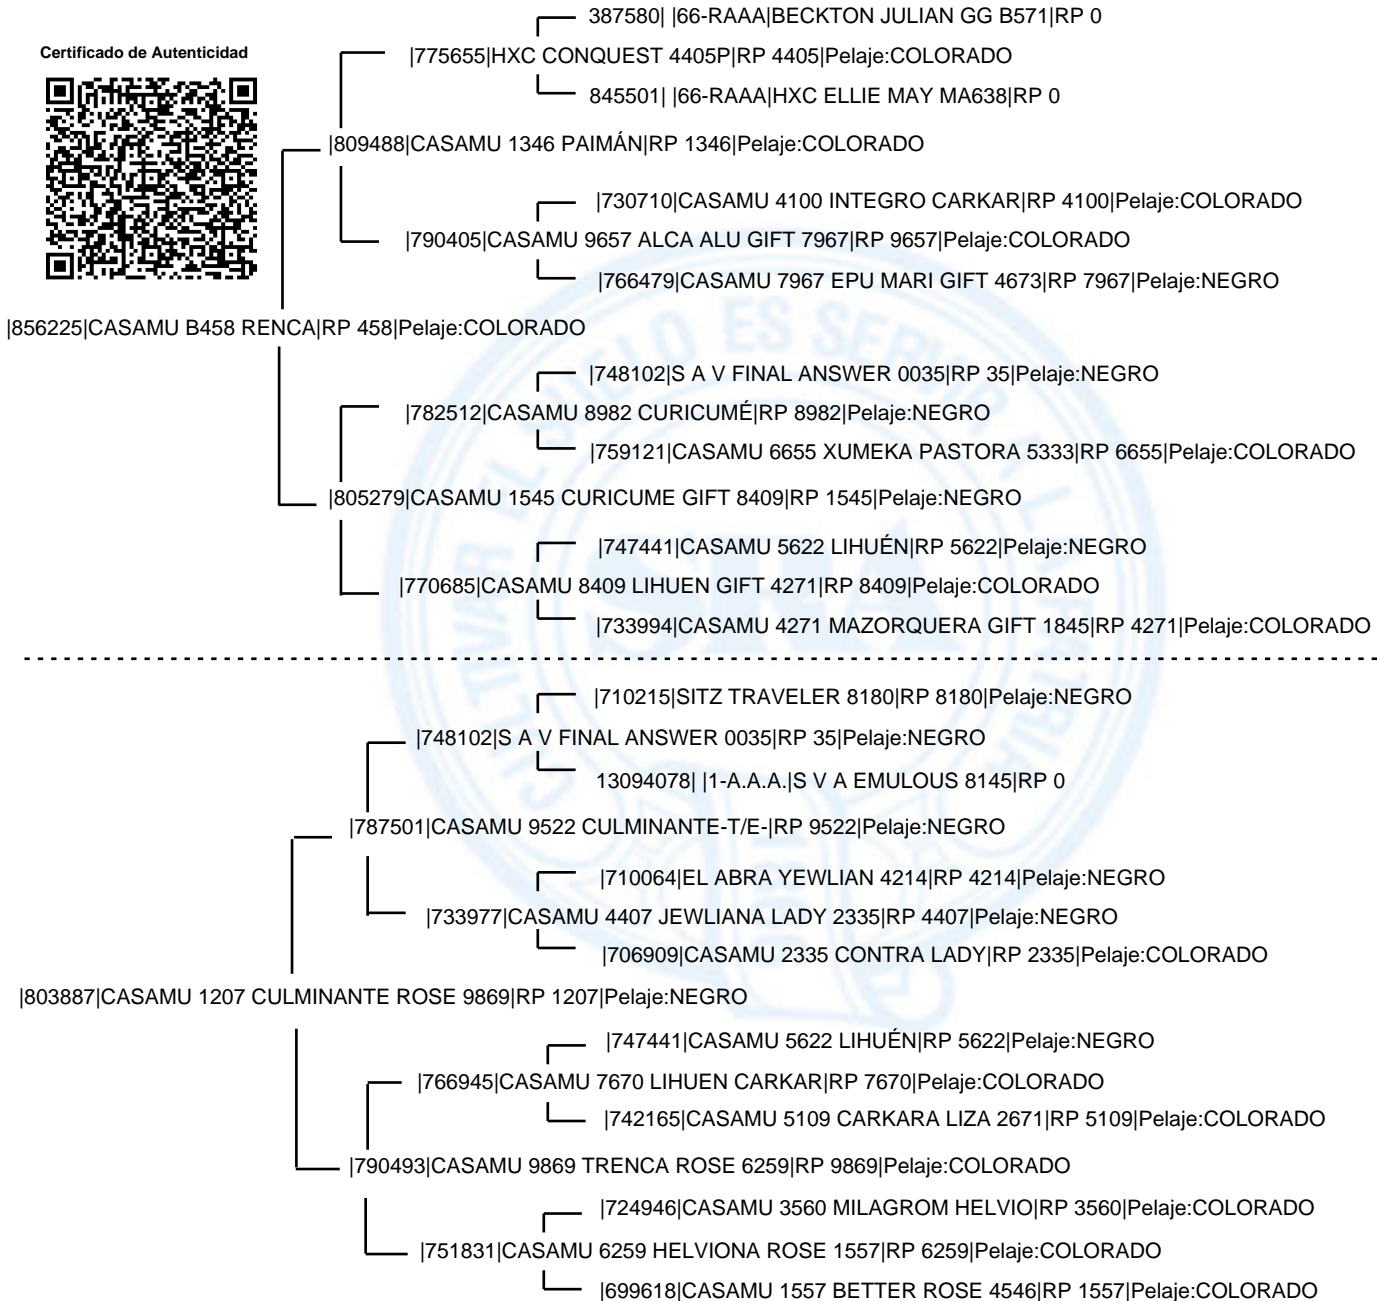 387580| |66-RAAA|BECKTON JULIAN GG B571|RP 0
Certificado de Autenticidad
|775655|HXC CONQUEST 4405P|RP 4405|Pelaje:COLORADO
845501| |66-RAAA|HXC ELLIE MAY MA638|RP 0
|809488|CASAMU 1346 PAIMÁN|RP 1346|Pelaje:COLORADO
|730710|CASAMU 4100 INTEGRO CARKAR|RP 4100|Pelaje:COLORADO
|790405|CASAMU 9657 ALCA ALU GIFT 7967|RP 9657|Pelaje:COLORADO
|766479|CASAMU 7967 EPU MARI GIFT 4673|RP 7967|Pelaje:NEGRO
|856225|CASAMU B458 RENCA|RP 458|Pelaje:COLORADO
|748102|S A V FINAL ANSWER 0035|RP 35|Pelaje:NEGRO
|782512|CASAMU 8982 CURICUMÉ|RP 8982|Pelaje:NEGRO
|759121|CASAMU 6655 XUMEKA PASTORA 5333|RP 6655|Pelaje:COLORADO
|805279|CASAMU 1545 CURICUME GIFT 8409|RP 1545|Pelaje:NEGRO
|747441|CASAMU 5622 LIHUÉN|RP 5622|Pelaje:NEGRO
|770685|CASAMU 8409 LIHUEN GIFT 4271|RP 8409|Pelaje:COLORADO
|733994|CASAMU 4271 MAZORQUERA GIFT 1845|RP 4271|Pelaje:COLORADO
|710215|SITZ TRAVELER 8180|RP 8180|Pelaje:NEGRO
|748102|S A V FINAL ANSWER 0035|RP 35|Pelaje:NEGRO
13094078| |1-A.A.A.|S V A EMULOUS 8145|RP 0
|787501|CASAMU 9522 CULMINANTE-T/E-|RP 9522|Pelaje:NEGRO
|710064|EL ABRA YEWLIAN 4214|RP 4214|Pelaje:NEGRO
|733977|CASAMU 4407 JEWLIANA LADY 2335|RP 4407|Pelaje:NEGRO
|706909|CASAMU 2335 CONTRA LADY|RP 2335|Pelaje:COLORADO
|803887|CASAMU 1207 CULMINANTE ROSE 9869|RP 1207|Pelaje:NEGRO
|747441|CASAMU 5622 LIHUÉN|RP 5622|Pelaje:NEGRO
|766945|CASAMU 7670 LIHUEN CARKAR|RP 7670|Pelaje:COLORADO
|742165|CASAMU 5109 CARKARA LIZA 2671|RP 5109|Pelaje:COLORADO
|790493|CASAMU 9869 TRENCA ROSE 6259|RP 9869|Pelaje:COLORADO
|724946|CASAMU 3560 MILAGROM HELVIO|RP 3560|Pelaje:COLORADO
|751831|CASAMU 6259 HELVIONA ROSE 1557|RP 6259|Pelaje:COLORADO
|699618|CASAMU 1557 BETTER ROSE 4546|RP 1557|Pelaje:COLORADO
CULTIVAR EL SUELO ES SERVIR A LA PATRIA
SRA
1866